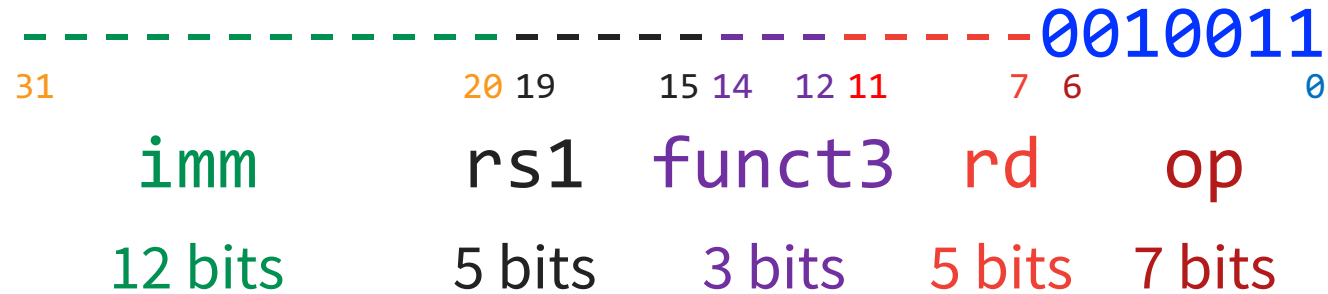 0010011
31 20 19 15 14 12 11 7 6 0
imm rs1 funct3 rd op
12 bits 5 bits 3 bits 5 bits 7 bits